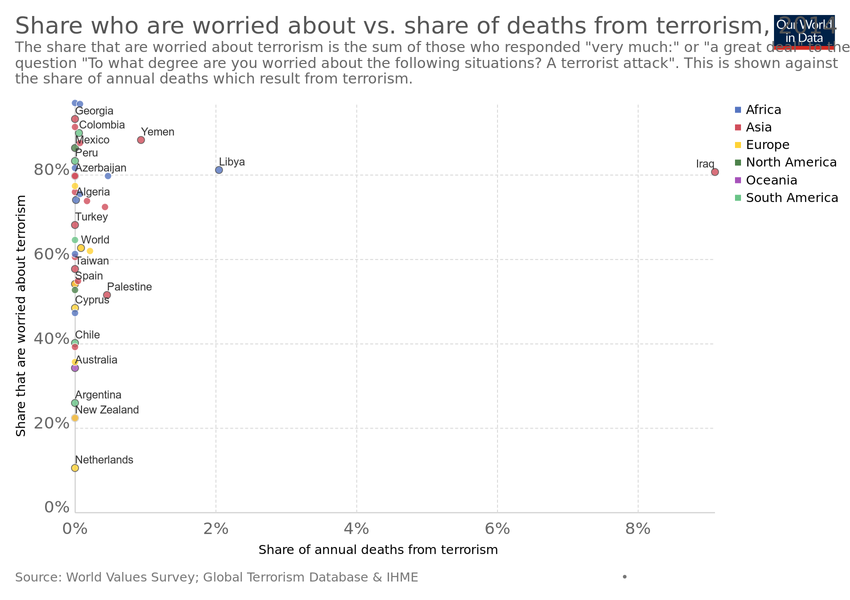 Share who are worried about vs. share of deaths from terrorism, 2014
Our World
in Data
The share that are worried about terrorism is the sum of those who responded "very much:" or "a great deal" to the
question "To what degree are you worried about the following situations? A terrorist attack". This is shown against
the share of annual deaths which result from terrorism.
Georgia
Colombia
Yemen
Mexico
Peru
Azerbaijan
Libya
Iraq
Algeria
Turkey
World
Taiwan
Spain
Palestine
Cyprus
Chile
Australia
Argentina
New Zealand
Netherlands
80%
60%
40%
20%
0%
Share that are worried about terrorism
0%
2%
4%
6%
8%
Share of annual deaths from terrorism
Africa
Asia
Europe
North America
Oceania
South America
Source: World Values Survey; Global Terrorism Database & IHME
•